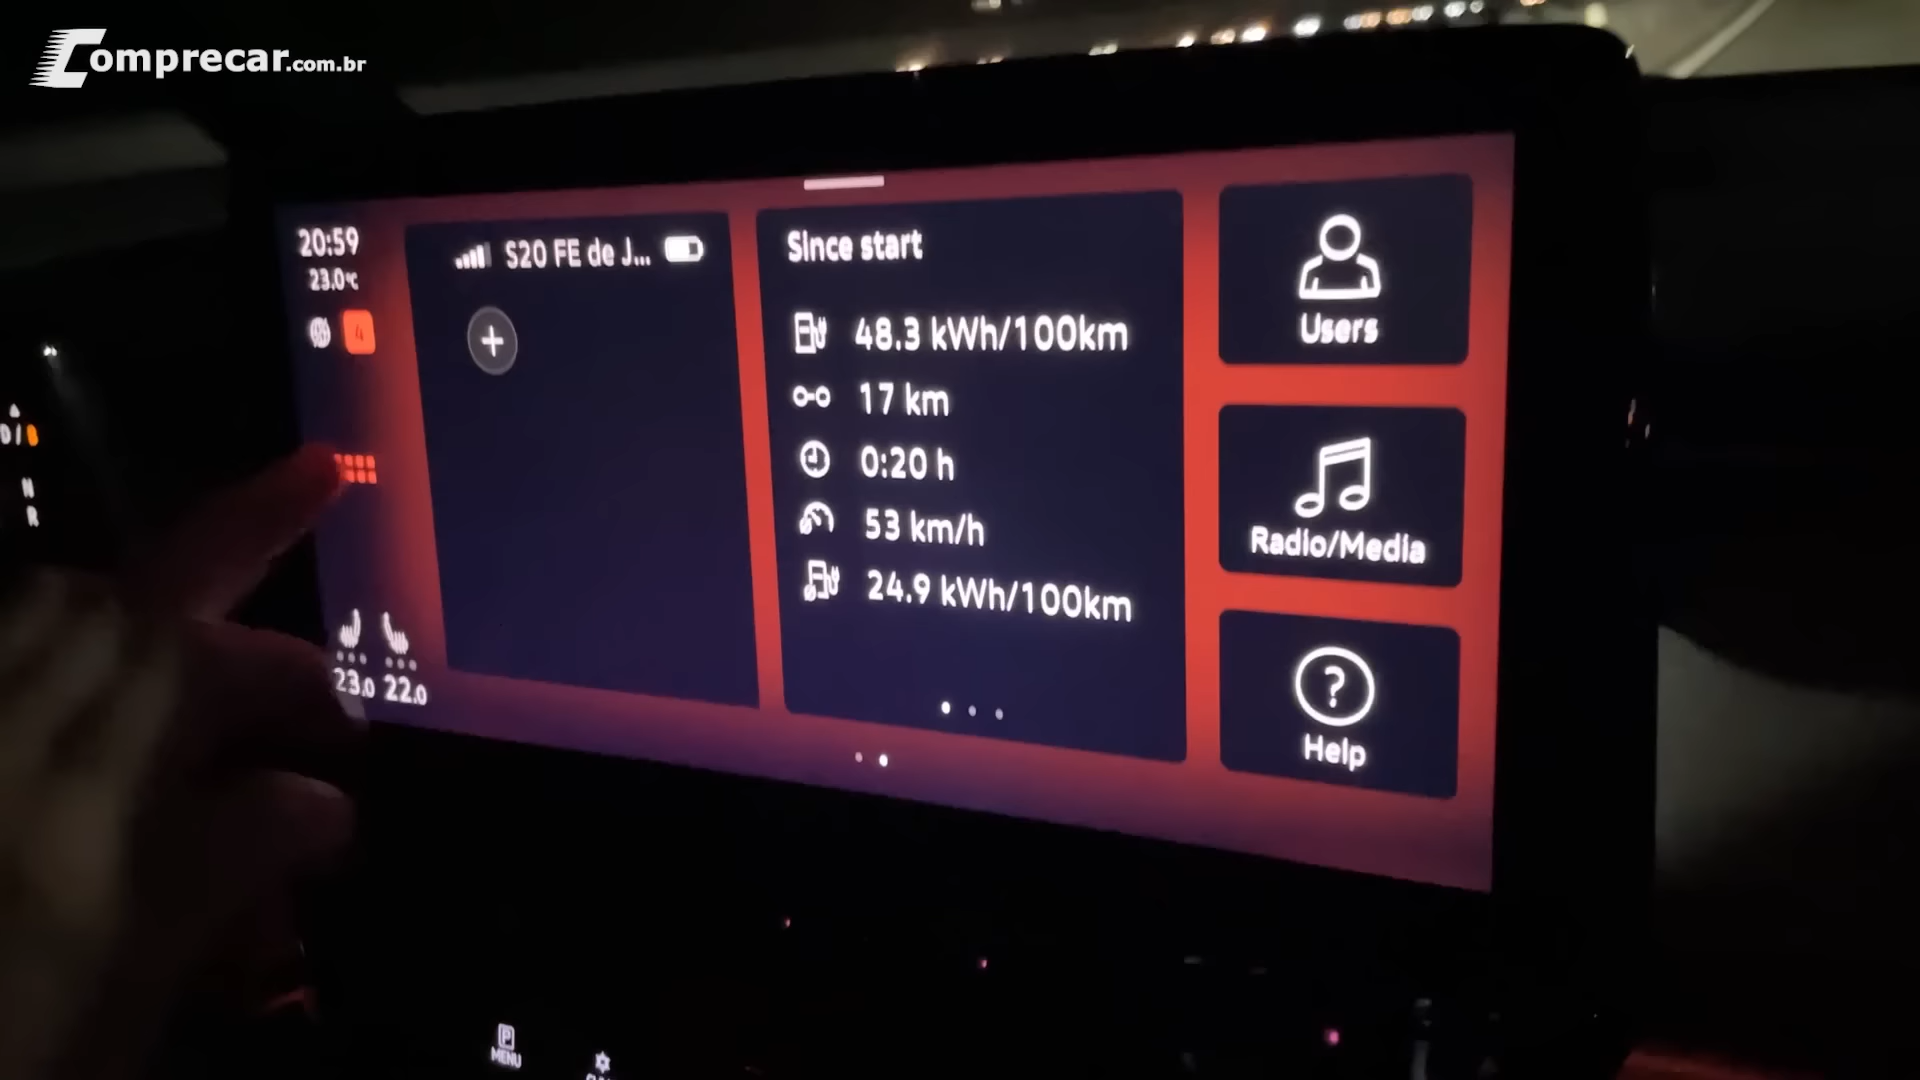 Comprecar.com.br
20:59
23.0°C
4
S20 FE de J...
Since start
48.3 kWh/100km
17 km
0:20 h
53 km/h
24.9 kWh/100km
Users
Radio/Media
Help
D/B
N
R
23.0 22.0
P
MENU